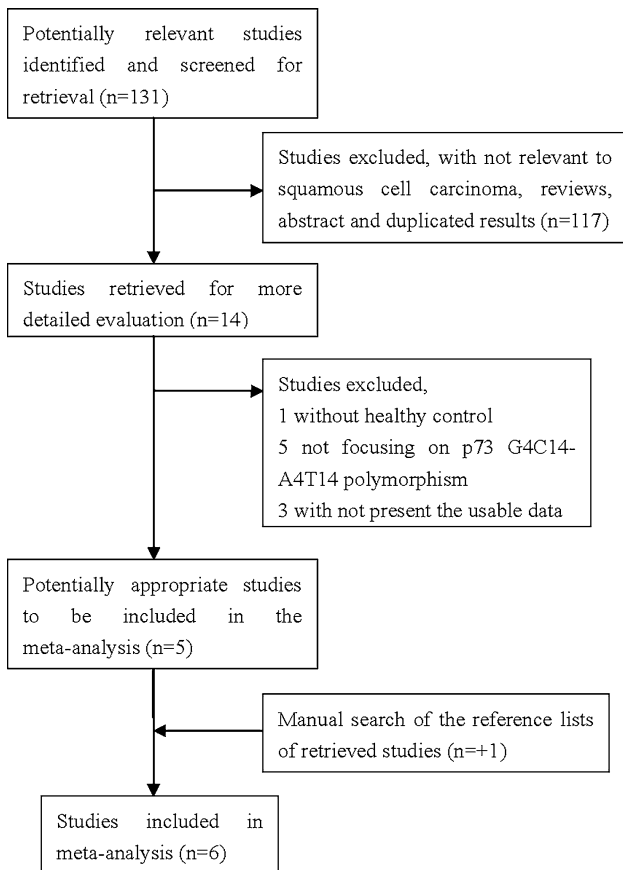 Potentially relevant studies
identified and screened for
retrieval (n=131)
Studies excluded, with not relevant to
squamous cell carcinoma, reviews,
abstract and duplicated results (n=117)
Studies retrieved for more
detailed evaluation (n=14)
Studies excluded,
1 without healthy control
5 not focusing on p73 G4C14-
A4T14 polymorphism
3 with not present the usable data
Potentially appropriate studies
to be included in the
meta-analysis (n=5)
Manual search of the reference lists
of retrieved studies (n=+1)
Studies included in
meta-analysis (n=6)